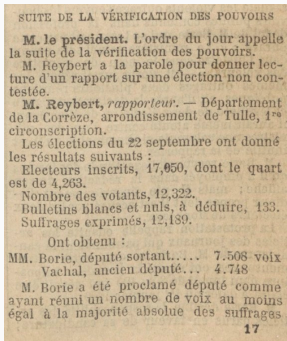 SUITE DE LA VÉRIFICATION DES POUVOIRS
M. le président. L'ordre du jour appelle
la suite de la vérification des pouvoirs.
M. Reybert a la parole pour donner lec-
ture d'un rapport sur une élection non con-
testée.
M. Reybert, rapporteur. — Département
de la Corrèze, arrondissement de Tulle, 1re
circonscription.
Les élections du 22 septembre ont donné
les résultats suivants :
Electeurs inscrits, 17,050, dont le quart
est de 4,263.
Nombre des votants, 12,322.
Bulletins blancs et nuls, à déduire, 133.
Suffrages exprimés, 12,189.
Ont obtenu :
MM. Borie, député sortant..... 7.508 voix
Vachal, ancien député... 4.748
M. Borie a été proclamé député comme
ayant réuni un nombre de voix au moins
égal à la majorité absolue des suffrages
17